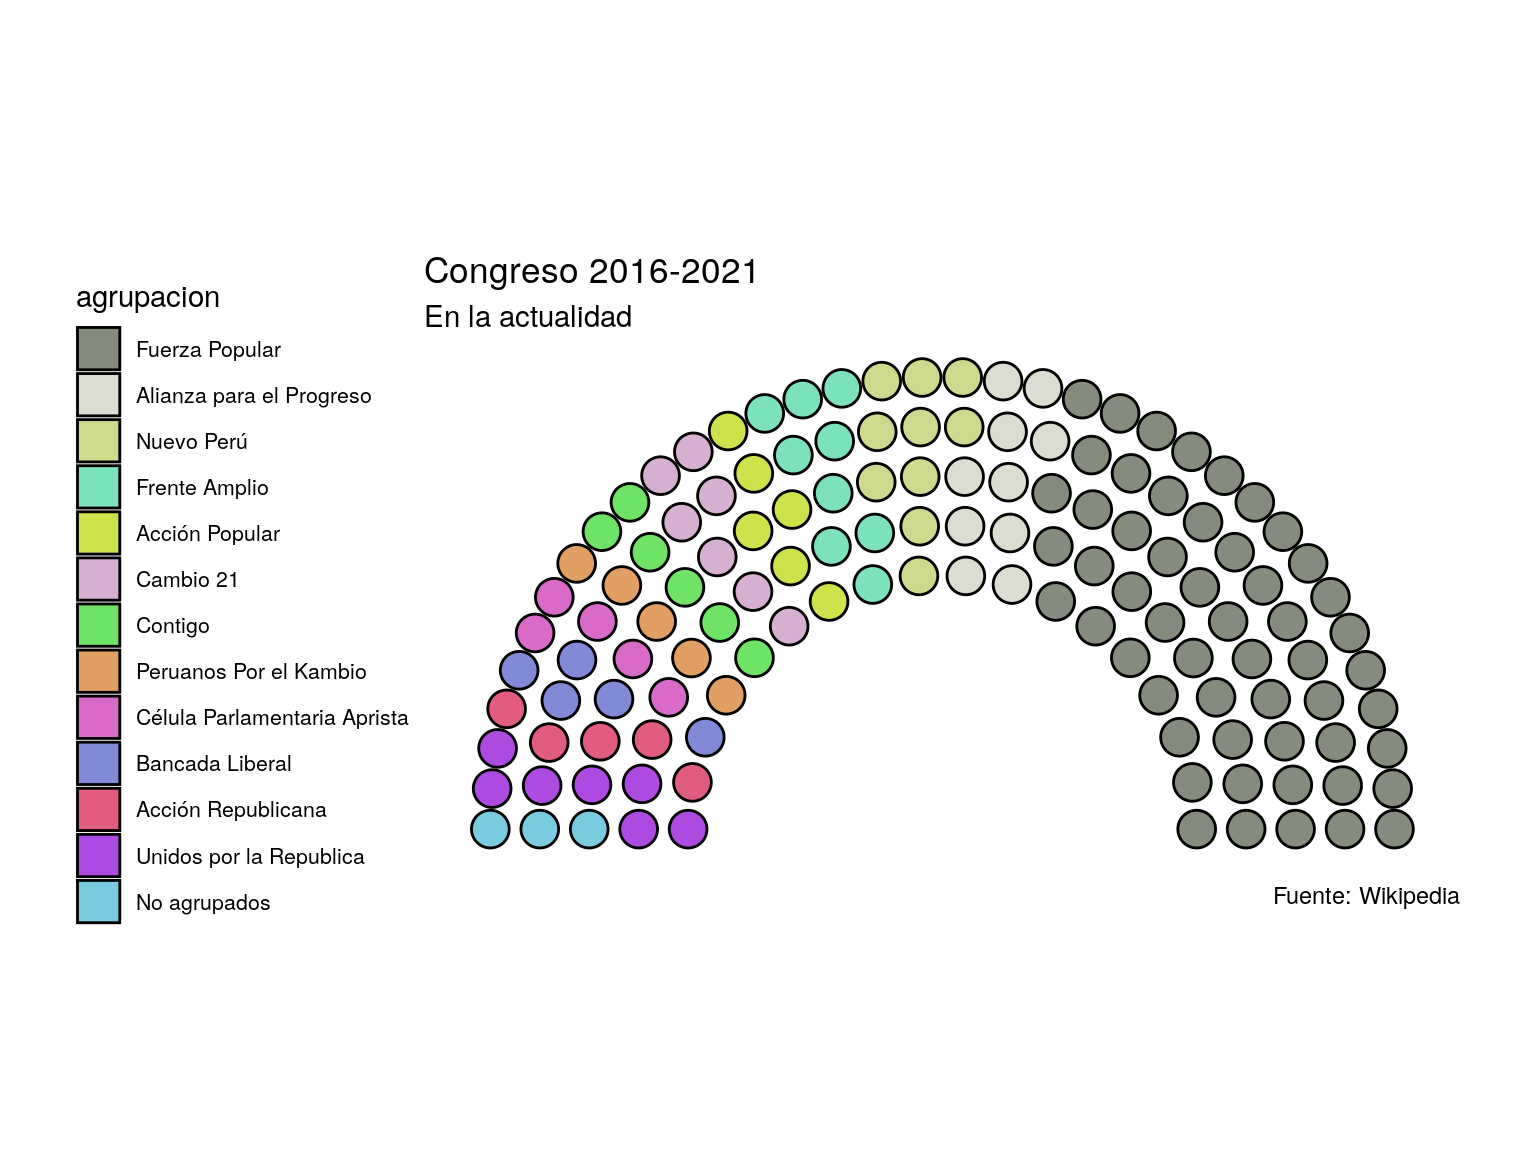 Congreso 2016-2021
En la actualidad
agrupacion
Fuerza Popular
Alianza para el Progreso
Nuevo Perú
Frente Amplio
Acción Popular
Cambio 21
Contigo
Peruanos Por el Kambio
Célula Parlamentaria Aprista
Bancada Liberal
Acción Republicana
Unidos por la Republica
No agrupados
Fuente: Wikipedia